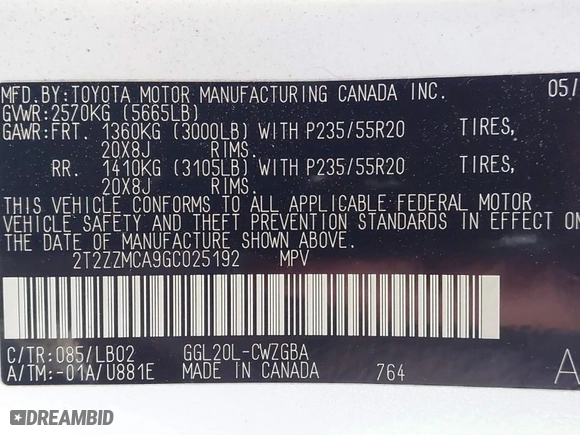 MFD.BY:TOYOTA MOTOR MANUFACTURING CANADA INC. 05/
GVWR:2570KG (5665LB)
GAWR:FRT. 1360KG (3000LB) WITH P235/55R20 TIRES,
20X8J RIMS.
RR. 1410KG (3105LB) WITH P235/55R20 TIRES,
20X8J RIMS.
THIS VEHICLE CONFORMS TO ALL APPLICABLE FEDERAL MOTOR
VEHICLE SAFETY AND THEFT PREVENTION STANDARDS IN EFFECT ON
THE DATE OF MANUFACTURE SHOWN ABOVE.
2T2ZZMCA9GC025192 MPV
C/TR:085/LB02 GGL20L-CWZGBA
A/TM:-01A/U881E MADE IN CANADA 764 A
DREAMBID